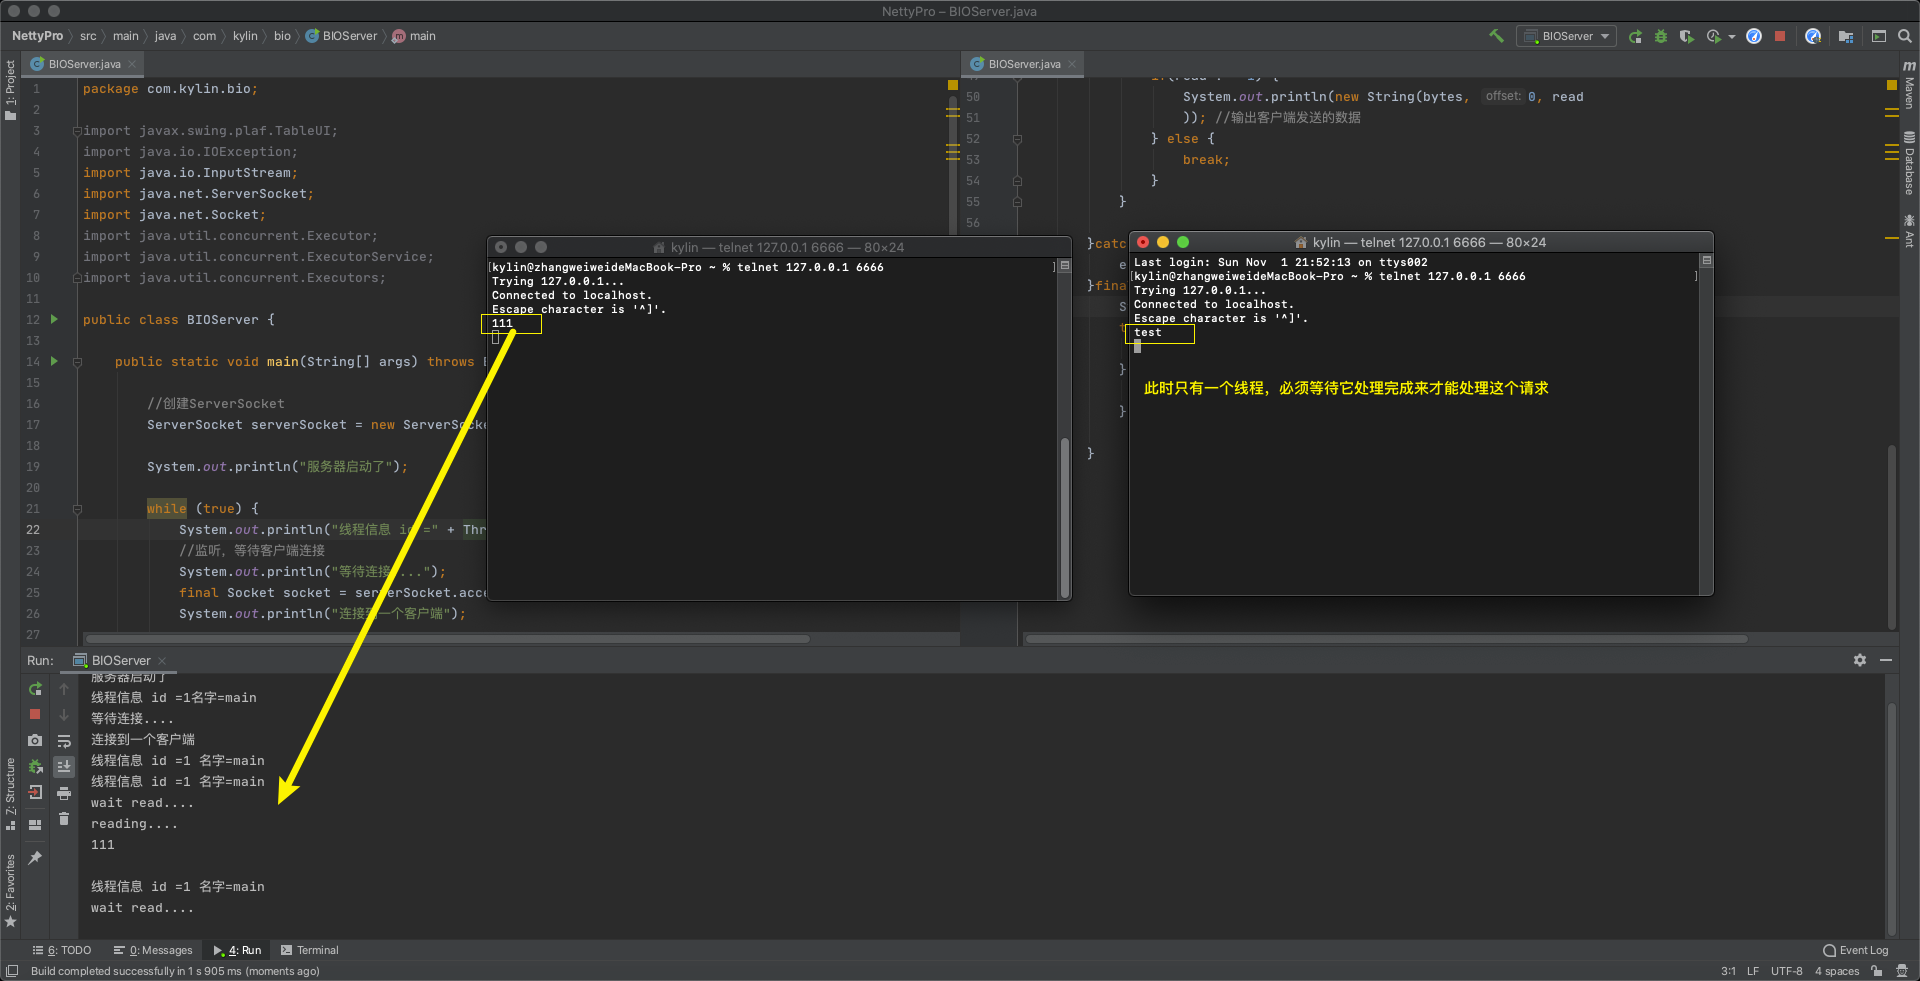 NettyPro – BIOServer.java
NettyPro src main java com kylin bio BIOServer main
BIOServer
1: Project
BIOServer.java
1 package com.kylin.bio;
2
3 import javax.swing.plaf.TableUI;
4 import java.io.IOException;
5 import java.io.InputStream;
6 import java.net.ServerSocket;
7 import java.net.Socket;
8 import java.util.concurrent.Executor;
9 import java.util.concurrent.ExecutorService;
10 import java.util.concurrent.Executors;
11
12 public class BIOServer {
13
14 public static void main(String[] args) throws
15
16 //创建ServerSocket
17 ServerSocket serverSocket = new ServerSocke
18
19 System.out.println("服务器启动了");
20
21 while (true) {
22 System.out.println("线程信息 id =" + Thr
23 //监听，等待客户端连接
24 System.out.println("等待连接....");
25 final Socket socket = serverSocket.acce
26 System.out.println("连接到一个客户端");
27
BIOServer.java
50 System.out.println(new String(bytes, offset: 0, read
51 )); //输出客户端发送的数据
52 } else {
53 break;
54 }
55 }
56
}catc
e
}fina
S
t
}
}
}
kylin — telnet 127.0.0.1 6666 — 80×24
[kylin@zhangweiweideMacBook-Pro ~ % telnet 127.0.0.1 6666 ]
Trying 127.0.0.1...
Connected to localhost.
Escape character is '^]'.
111
kylin — telnet 127.0.0.1 6666 — 80×24
Last login: Sun Nov  1 21:52:13 on ttys002
[kylin@zhangweiweideMacBook-Pro ~ % telnet 127.0.0.1 6666 ]
Trying 127.0.0.1...
Connected to localhost.
Escape character is '^]'.
test
此时只有一个线程，必须等待它处理完成来才能处理这个请求
m Maven
Database
Ant
Run: BIOServer
服务器启动了
线程信息 id =1名字=main
等待连接....
连接到一个客户端
线程信息 id =1 名字=main
线程信息 id =1 名字=main
wait read....
reading....
111
线程信息 id =1 名字=main
wait read....
Z: Structure
2: Favorites
6: TODO 0: Messages 4: Run Terminal
Event Log
Build completed successfully in 1 s 905 ms (moments ago)
3:1 LF UTF-8 4 spaces